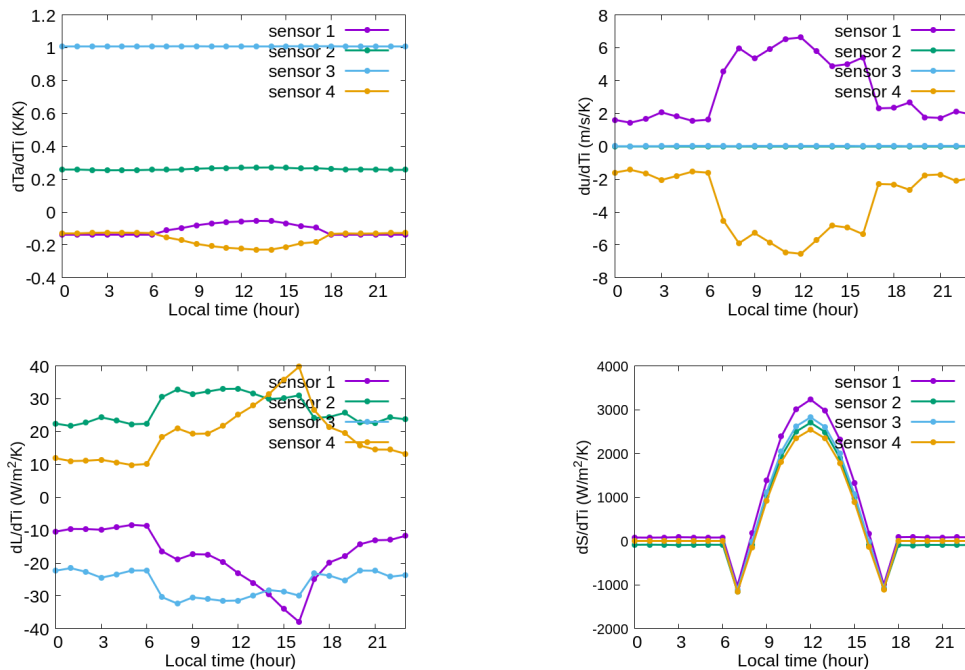 1.2
1
0.8
0.6
0.4
0.2
0
-0.2
-0.4
dTa/dTi (K/K)
sensor 1
sensor 2
sensor 3
sensor 4
0 3 6 9 12 15 18 21
Local time (hour)
8
6
4
2
0
-2
-4
-6
-8
du/dTi (m/s/K)
sensor 1
sensor 2
sensor 3
sensor 4
0 3 6 9 12 15 18 21
Local time (hour)
40
30
20
10
0
-10
-20
-30
-40
dL/dTi (W/m²/K)
sensor 1
sensor 2
sensor 3
sensor 4
0 3 6 9 12 15 18 21
Local time (hour)
4000
3000
2000
1000
0
-1000
-2000
dS/dTi (W/m²/K)
sensor 1
sensor 2
sensor 3
sensor 4
0 3 6 9 12 15 18 21
Local time (hour)